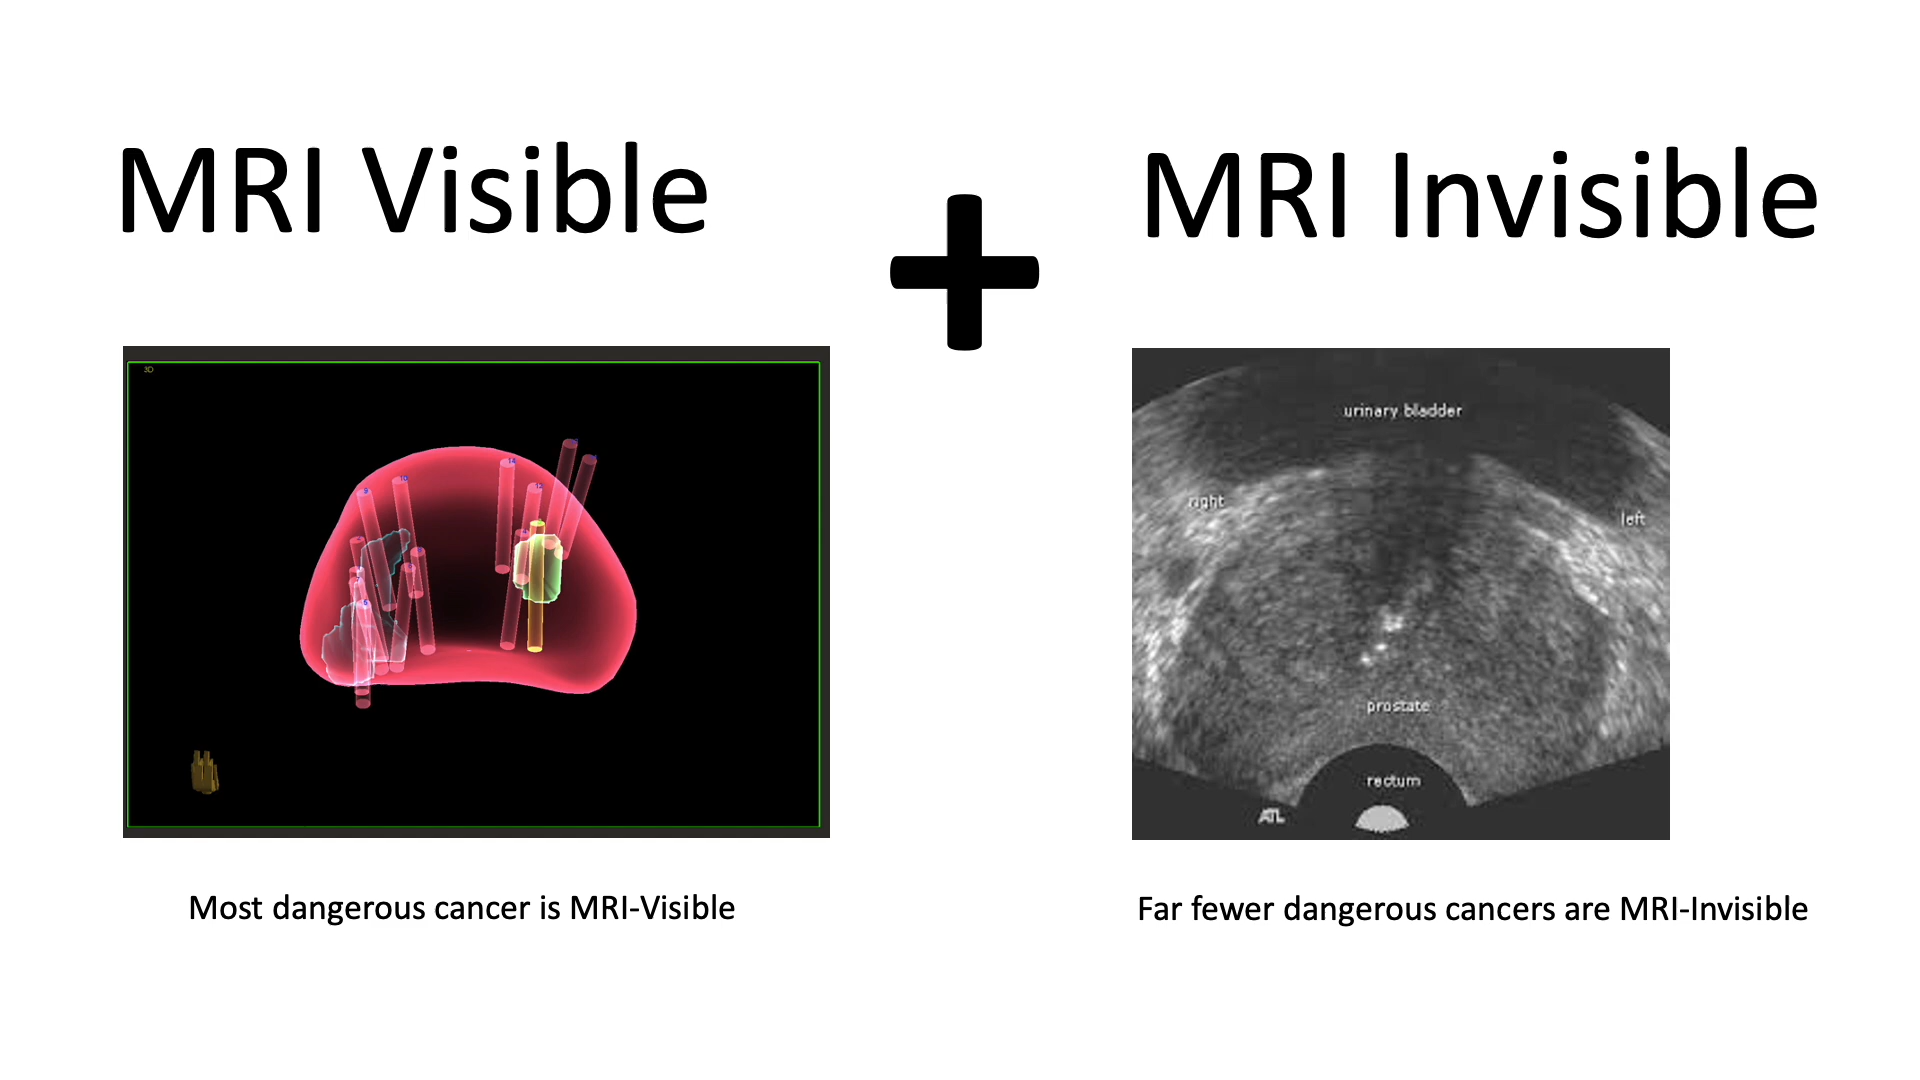 MRI Visible
MRI Invisible
3D
urinary bladder
right
left
prostate
rectum
ATL
Most dangerous cancer is MRI-Visible
Far fewer dangerous cancers are MRI-Invisible